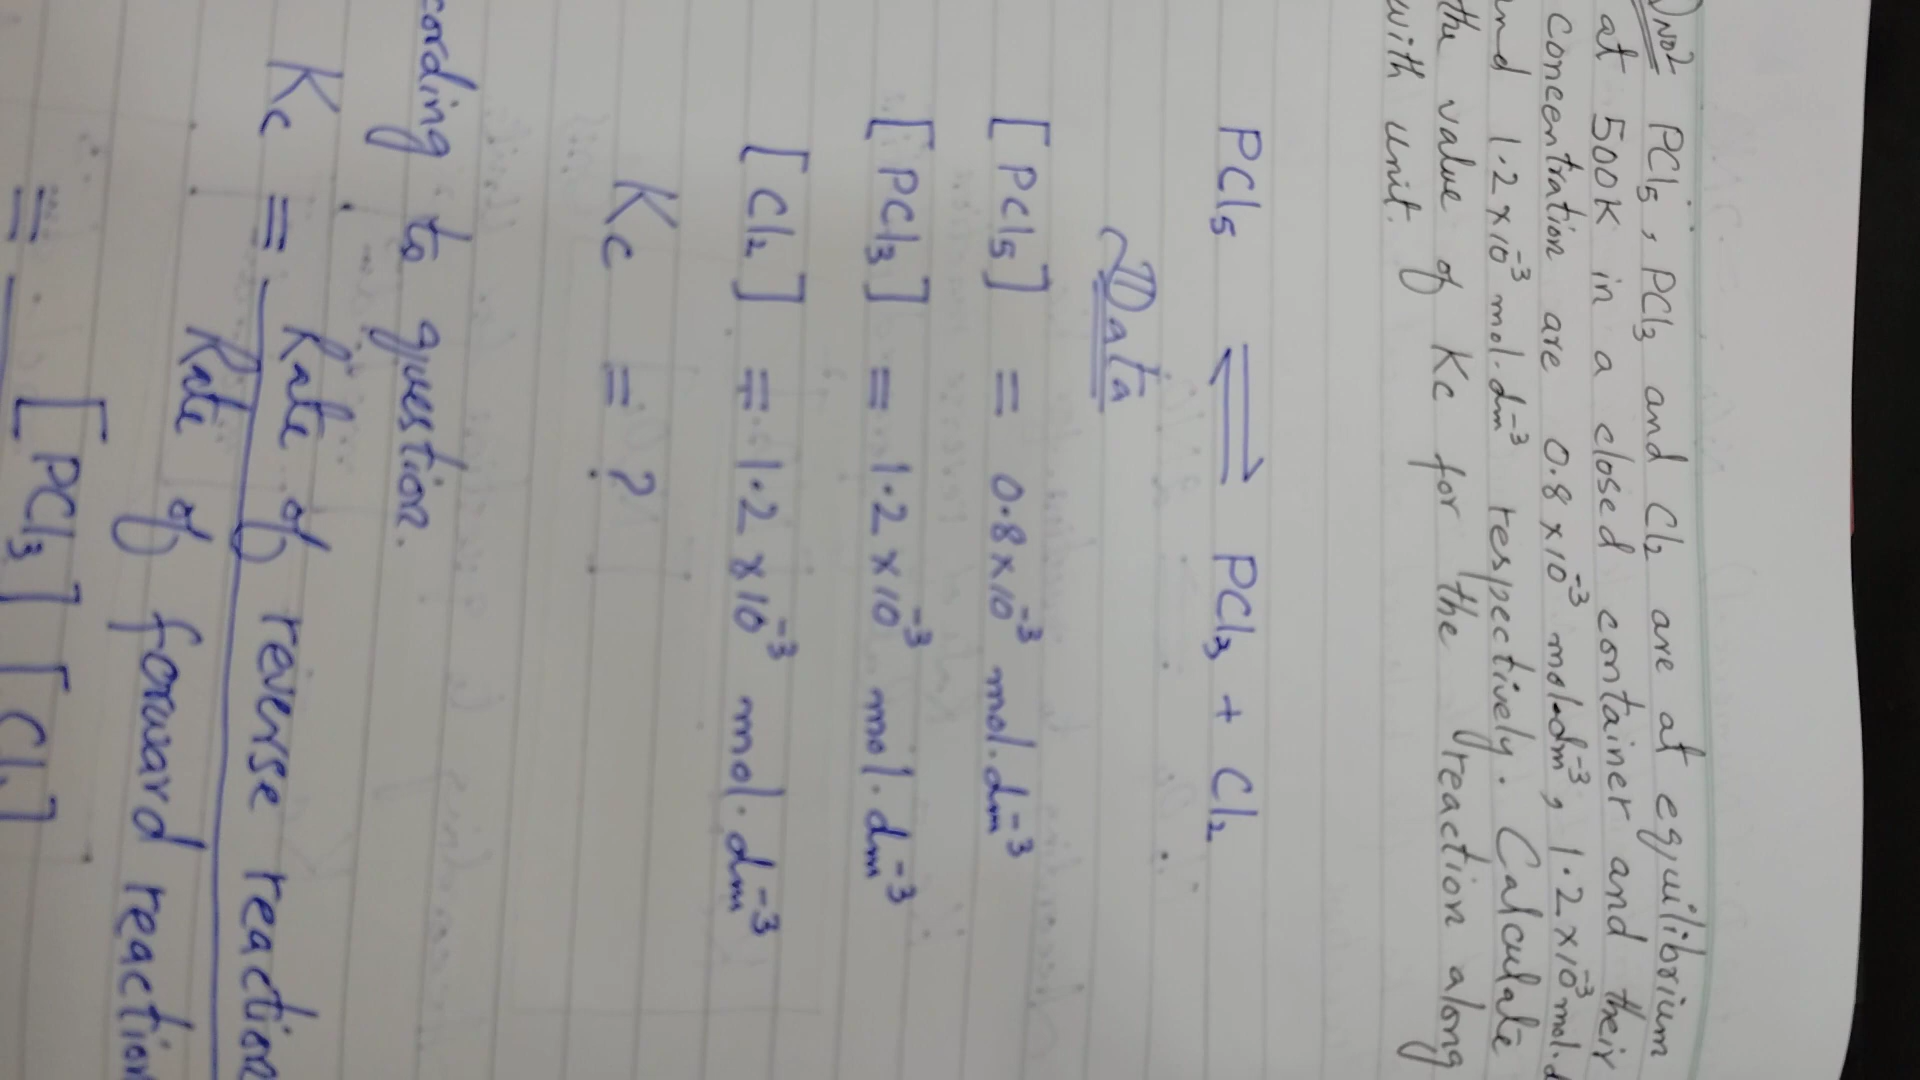 QNo2 PCl5, PCl3 and Cl2 are at equilibrium
at 500K in a closed container and their
concentration are 0.8×10⁻³ mol.dm⁻³, 1.2×10⁻³ mol.d
and 1.2×10⁻³ mol.dm⁻³ respectively. Calculate
the value of Kc for the reaction along
with unit.
PCl5 ⇌ PCl3 + Cl2
Data
[PCl5] = 0.8×10⁻³ mol.dm⁻³
[PCl3] = 1.2×10⁻³ mol.dm⁻³
[Cl2] = 1.2×10⁻³ mol.dm⁻³
Kc = ?
cording to question.
Kc = Rate of reverse reaction
Rate of forward reaction
= [PCl3] [Cl2]